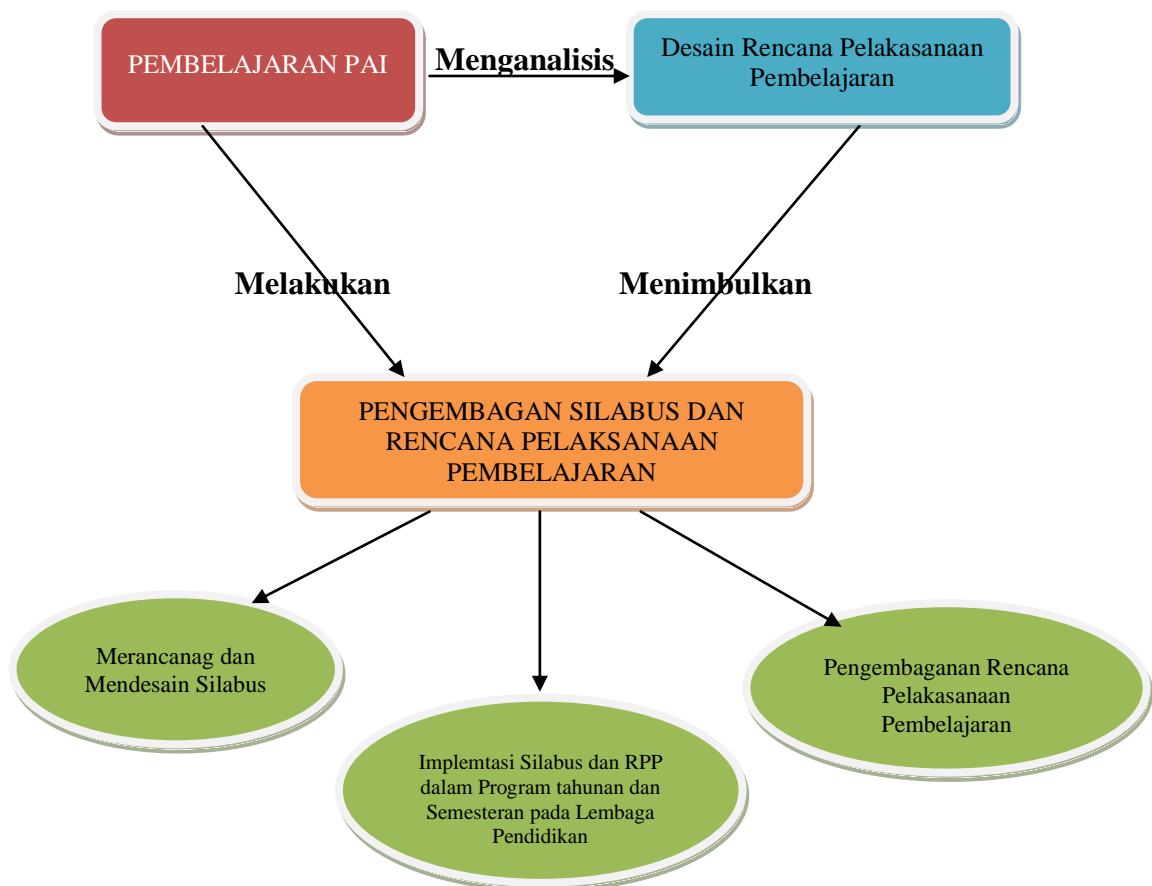 PEMBELAJARAN PAI
Menganalisis
Desain Rencana Pelakasanaan
Pembelajaran
Melakukan
Menimbulkan
PENGEMBAGAN SILABUS DAN
RENCANA PELAKSANAAN
PEMBELAJARAN
Merancanag dan
Mendesain Silabus
Implemtasi Silabus dan RPP
dalam Program tahunan dan
Semesteran pada Lembaga
Pendidikan
Pengembaganan Rencana
Pelakasanaan
Pembelajaran